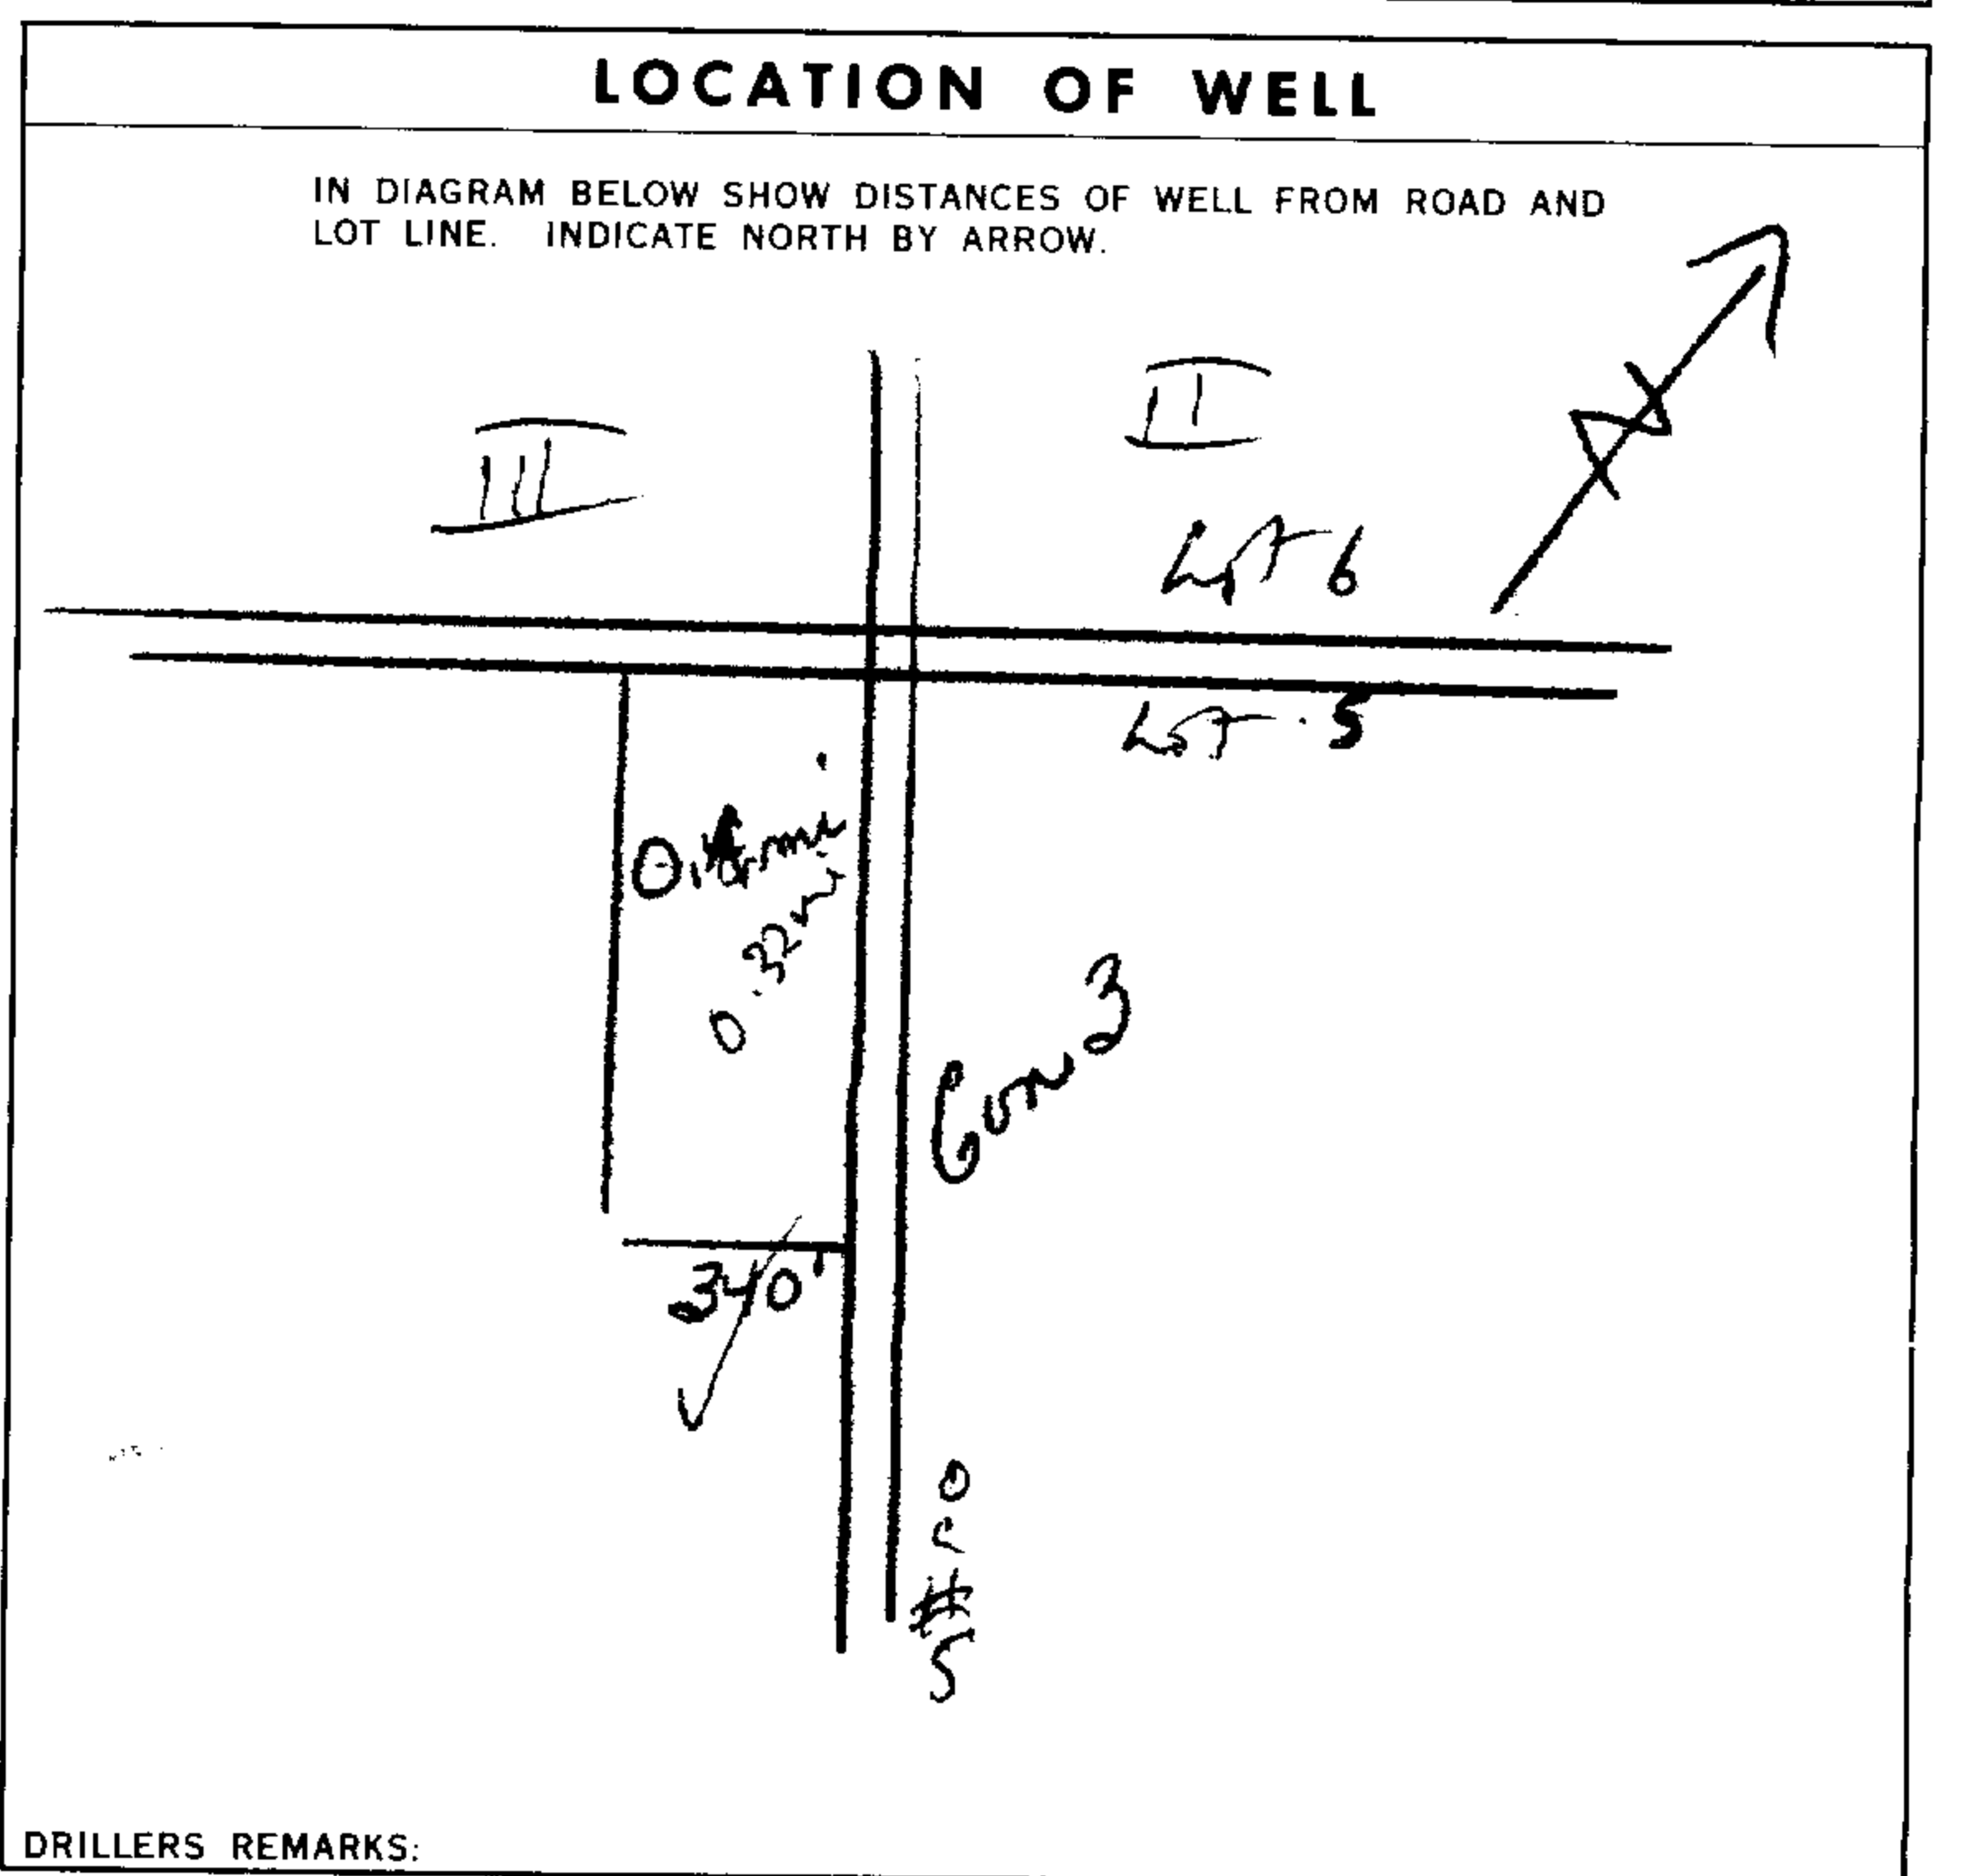 LOCATION OF WELL
IN DIAGRAM BELOW SHOW DISTANCES OF WELL FROM ROAD AND
LOT LINE. INDICATE NORTH BY ARROW.
N
III
II
Lot 6
Lot 5
0.32mi
Con 3
340'
DRILLERS REMARKS: